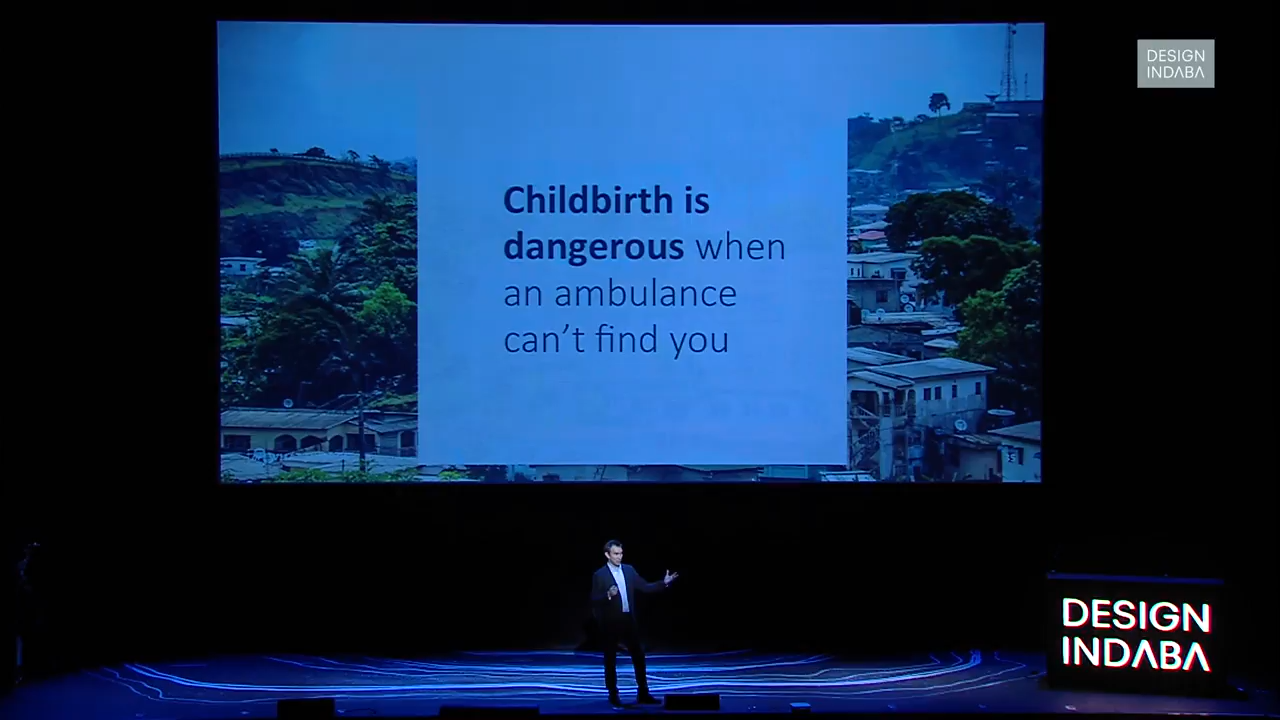 DESIGN
INDABA
Childbirth is
dangerous when
an ambulance
can't find you
DESIGN
INDABA